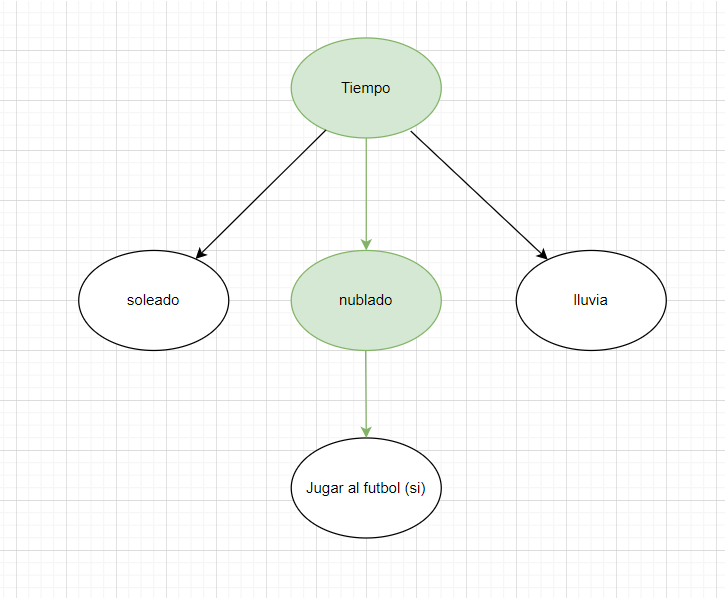 Tiempo
soleado
nublado
lluvia
Jugar al futbol (si)